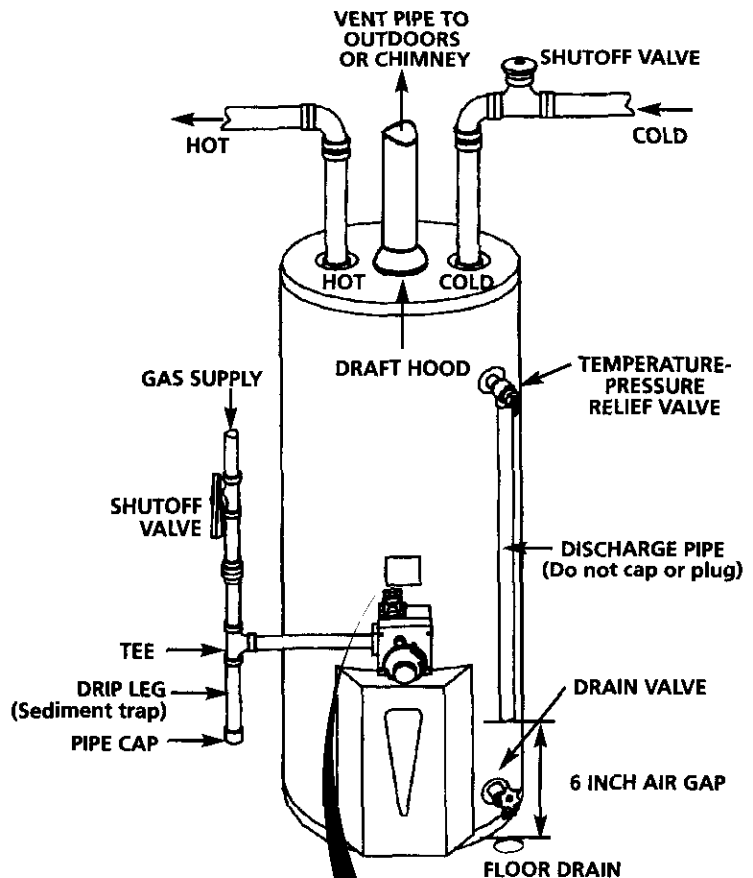 VENT PIPE TO
OUTDOORS
OR CHIMNEY
SHUTOFF VALVE
HOT
COLD
HOT
COLD
DRAFT HOOD
TEMPERATURE-
PRESSURE
RELIEF VALVE
GAS SUPPLY
SHUTOFF
VALVE
DISCHARGE PIPE
(Do not cap or plug)
TEE
DRIP LEG
(Sediment trap)
PIPE CAP
DRAIN VALVE
6 INCH AIR GAP
FLOOR DRAIN